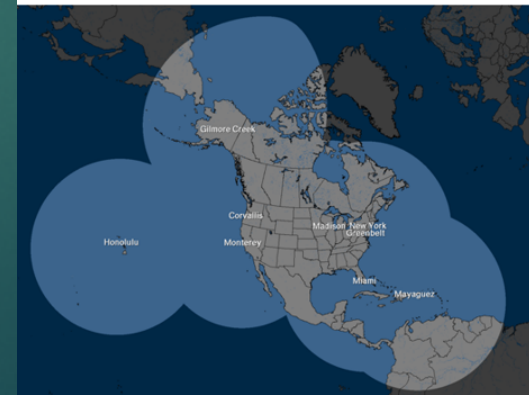 Gilmore Creek
Corvallis
Madison New York
Greenbelt
Honolulu
Monterey
Miami
Mayaguez